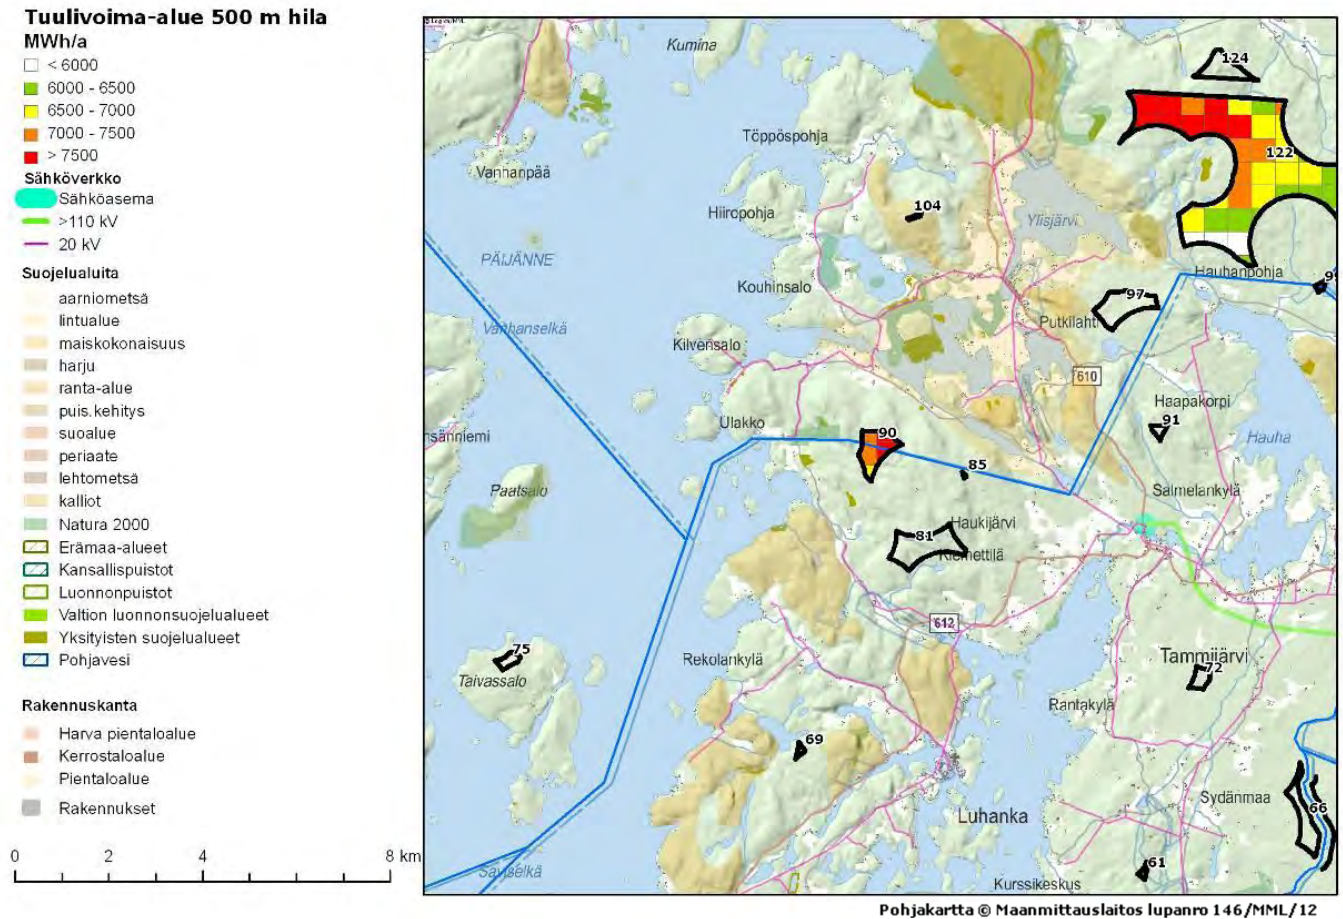 Tuulivoima-alue 500 m hila
MWh/a
< 6000
6000 - 6500
6500 - 7000
7000 - 7500
> 7500
Sähköverkko
Sähköasema
>110 kV
20 kV
Suojelualuita
aarniometsä
lintualue
maiskokonaisuus
harju
ranta-alue
puis.kehitys
suoalue
periaate
lehtometsä
kalliot
Natura 2000
Erämaa-alueet
Kansallispuistot
Luonnonpuistot
Valtion luonnonsuojelualueet
Yksityisten suojelualueet
Pohjavesi
Rakennuskanta
Harva pientaloalue
Kerrostaloalue
Pientaloalue
Rakennukset
0 2 4 8 km
Kumina
124
Töppöspohja
122
Vanhanpää
104
Hiiropohja
Ylisjärvi
PÄIJÄNNE
Hauhanpohja
Kouhinsalo
97
Vanhanselkä
Putkilahti
Kilvensalo
610
Haapakorpi
91
Ulakko
90
Hauha
nsänniemi
85
Paatsalo
Salmelankylä
Haukijärvi
81
Klemettilä
612
75
Rekolankylä
Tammijärvi
Taivassalo
72
Rantakylä
69
Sydänmaa
66
Luhanka
61
Kurssikeskus
Pohjakartta © Maanmittauslaitos lupanro 146/MML/12